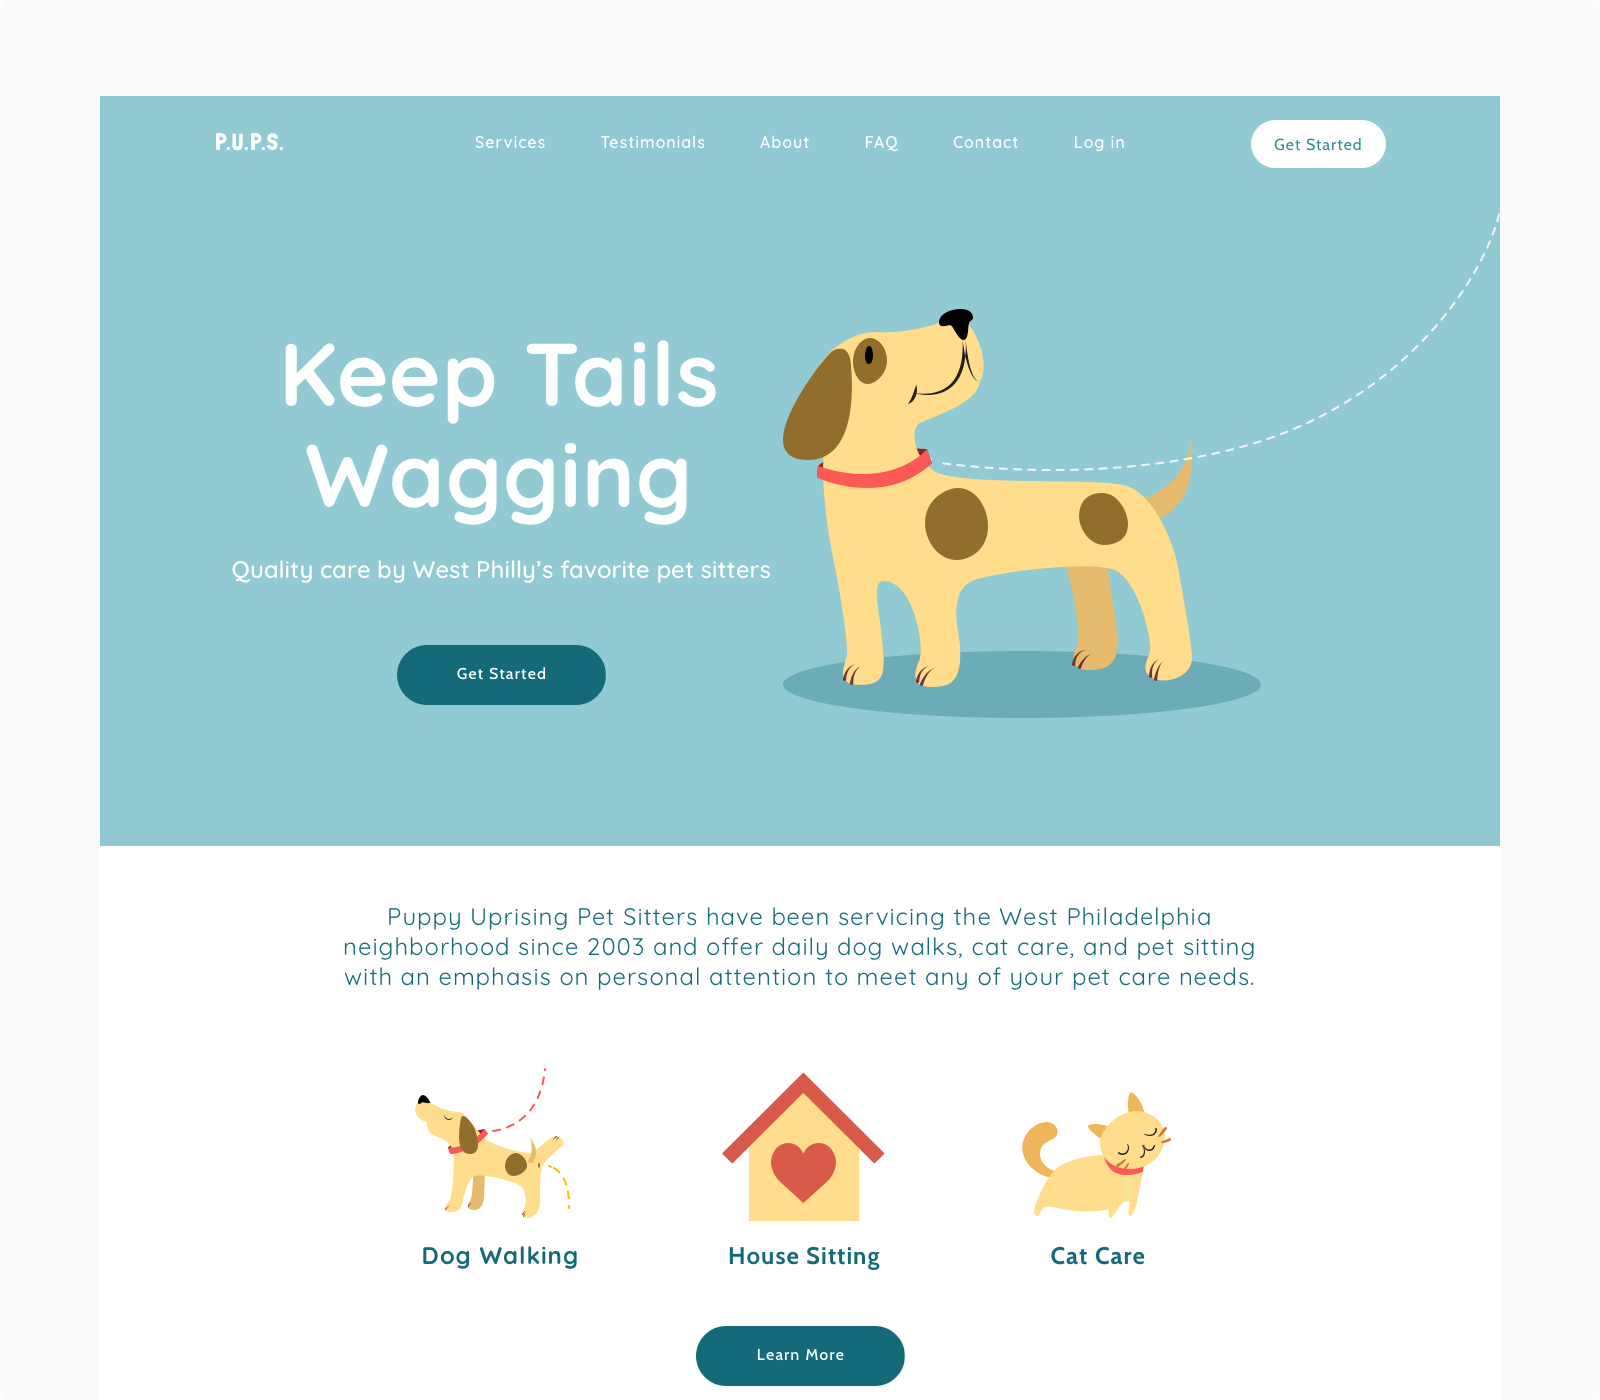 P.U.P.S.
Services
Testimonials
About
FAQ
Contact
Log in
Get Started
Keep Tails
Wagging
Quality care by West Philly’s favorite pet sitters
Get Started
Puppy Uprising Pet Sitters have been servicing the West Philadelphia
neighborhood since 2003 and offer daily dog walks, cat care, and pet sitting
with an emphasis on personal attention to meet any of your pet care needs.
Dog Walking
House Sitting
Cat Care
Learn More